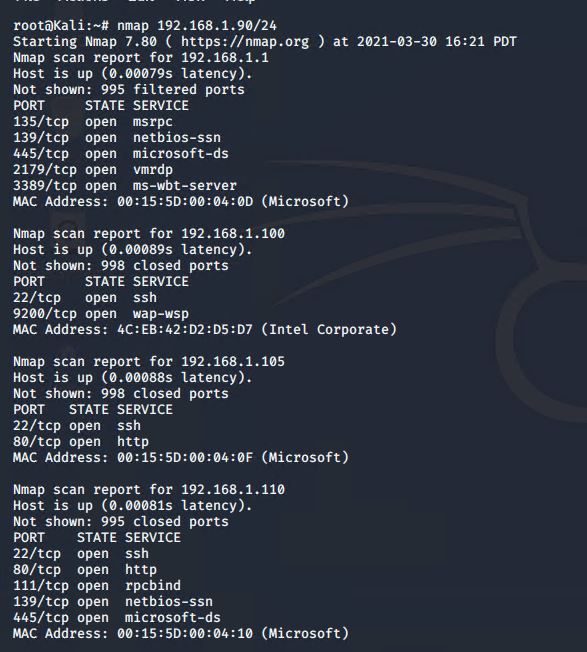 root@Kali:~# nmap 192.168.1.90/24
Starting Nmap 7.80 ( https://nmap.org ) at 2021-03-30 16:21 PDT
Nmap scan report for 192.168.1.1
Host is up (0.00079s latency).
Not shown: 995 filtered ports
PORT     STATE SERVICE
135/tcp  open  msrpc
139/tcp  open  netbios-ssn
445/tcp  open  microsoft-ds
2179/tcp open  vmrdp
3389/tcp open  ms-wbt-server
MAC Address: 00:15:5D:00:04:0D (Microsoft)

Nmap scan report for 192.168.1.100
Host is up (0.00089s latency).
Not shown: 998 closed ports
PORT     STATE SERVICE
22/tcp   open  ssh
9200/tcp open  wap-wsp
MAC Address: 4C:EB:42:D2:D5:D7 (Intel Corporate)

Nmap scan report for 192.168.1.105
Host is up (0.00088s latency).
Not shown: 998 closed ports
PORT   STATE SERVICE
22/tcp open  ssh
80/tcp open  http
MAC Address: 00:15:5D:00:04:0F (Microsoft)

Nmap scan report for 192.168.1.110
Host is up (0.00081s latency).
Not shown: 995 closed ports
PORT    STATE SERVICE
22/tcp  open  ssh
80/tcp  open  http
111/tcp open  rpcbind
139/tcp open  netbios-ssn
445/tcp open  microsoft-ds
MAC Address: 00:15:5D:00:04:10 (Microsoft)